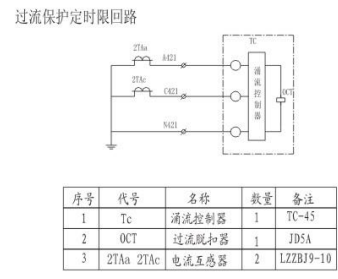 过流保护定时限回路
TC
2TAa
A421
2TAc
C421
涌流控制器
OCT
N421
序号 代号 名称 数量 备注
1 Tc 涌流控制器 1 TC-45
2 OCT 过流脱扣器 1 JD5A
3 2TAa 2TAc 电流互感器 2 LZZBJ9-10